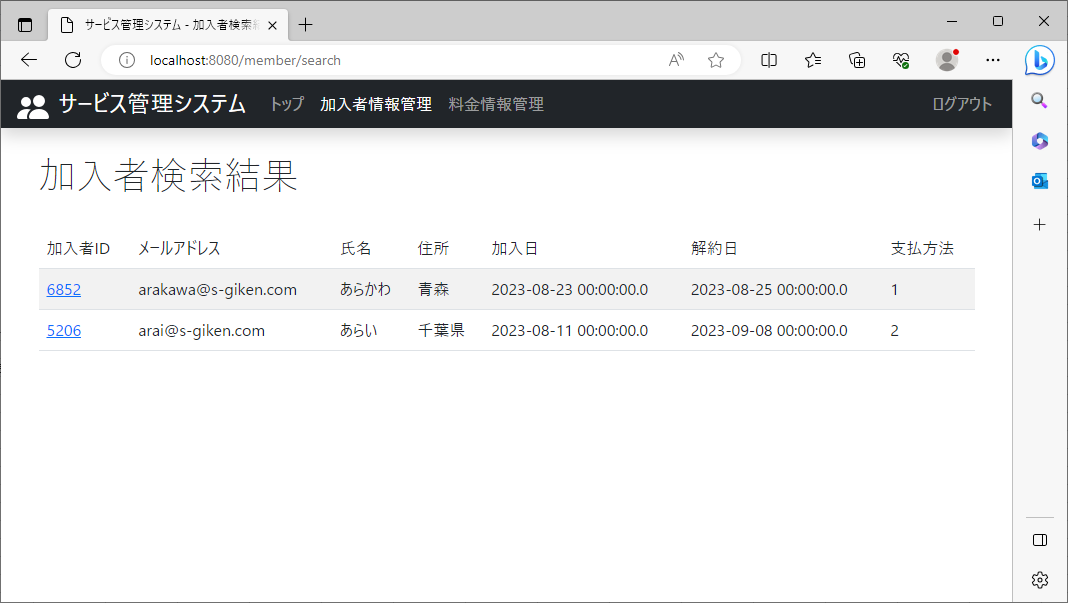 サービス管理システム - 加入者検索
localhost:8080/member/search
サービス管理システム トップ 加入者情報管理 料金情報管理 ログアウト
加入者検索結果
加入者ID メールアドレス 氏名 住所 加入日 解約日 支払方法
6852 arakawa@s-giken.com あらかわ 青森 2023-08-23 00:00:00.0 2023-08-25 00:00:00.0 1
5206 arai@s-giken.com あらい 千葉県 2023-08-11 00:00:00.0 2023-09-08 00:00:00.0 2